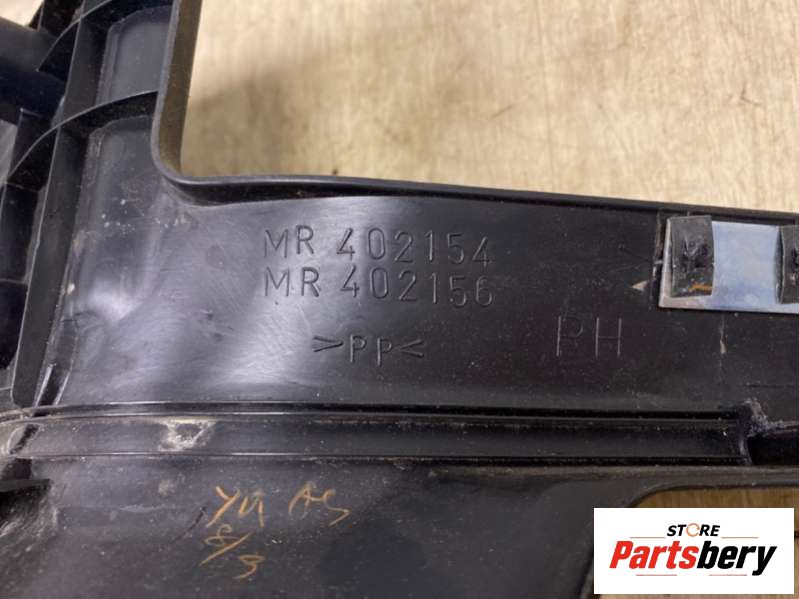 MR 402154
MR 402156
>PP<
RH
STORE
Partsbery